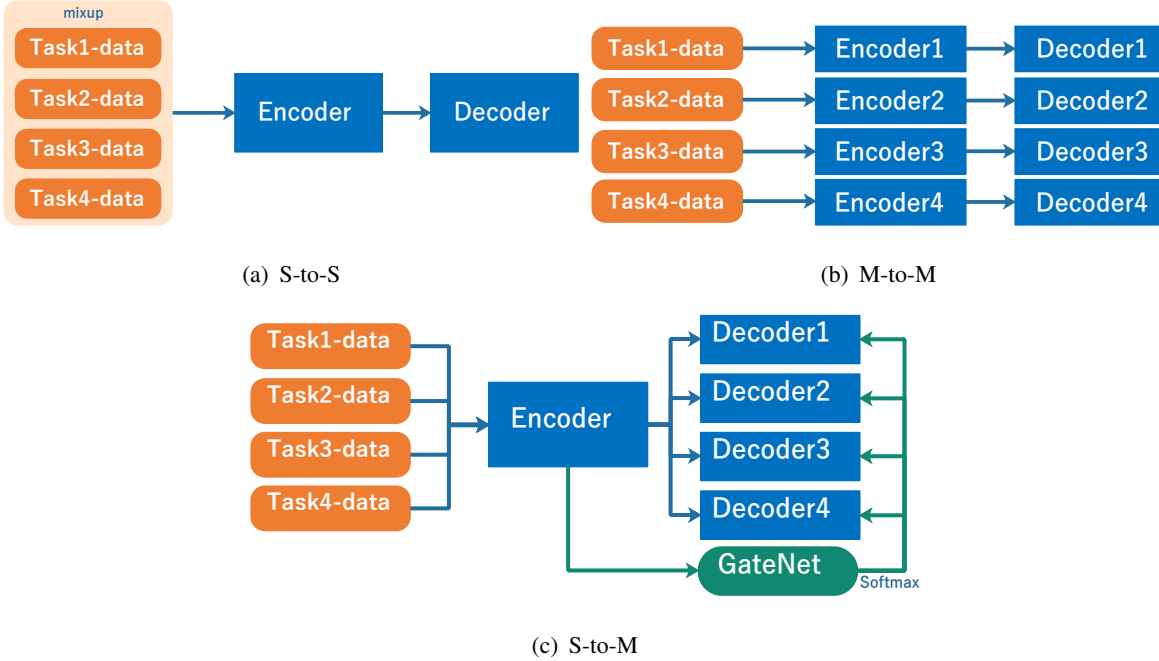 mixup
Task1-data
Task2-data
Task3-data
Task4-data
Encoder
Decoder
(a) S-to-S
Task1-data
Encoder1
Decoder1
Task2-data
Encoder2
Decoder2
Task3-data
Encoder3
Decoder3
Task4-data
Encoder4
Decoder4
(b) M-to-M
Task1-data
Task2-data
Task3-data
Task4-data
Encoder
Decoder1
Decoder2
Decoder3
Decoder4
GateNet
Softmax
(c) S-to-M